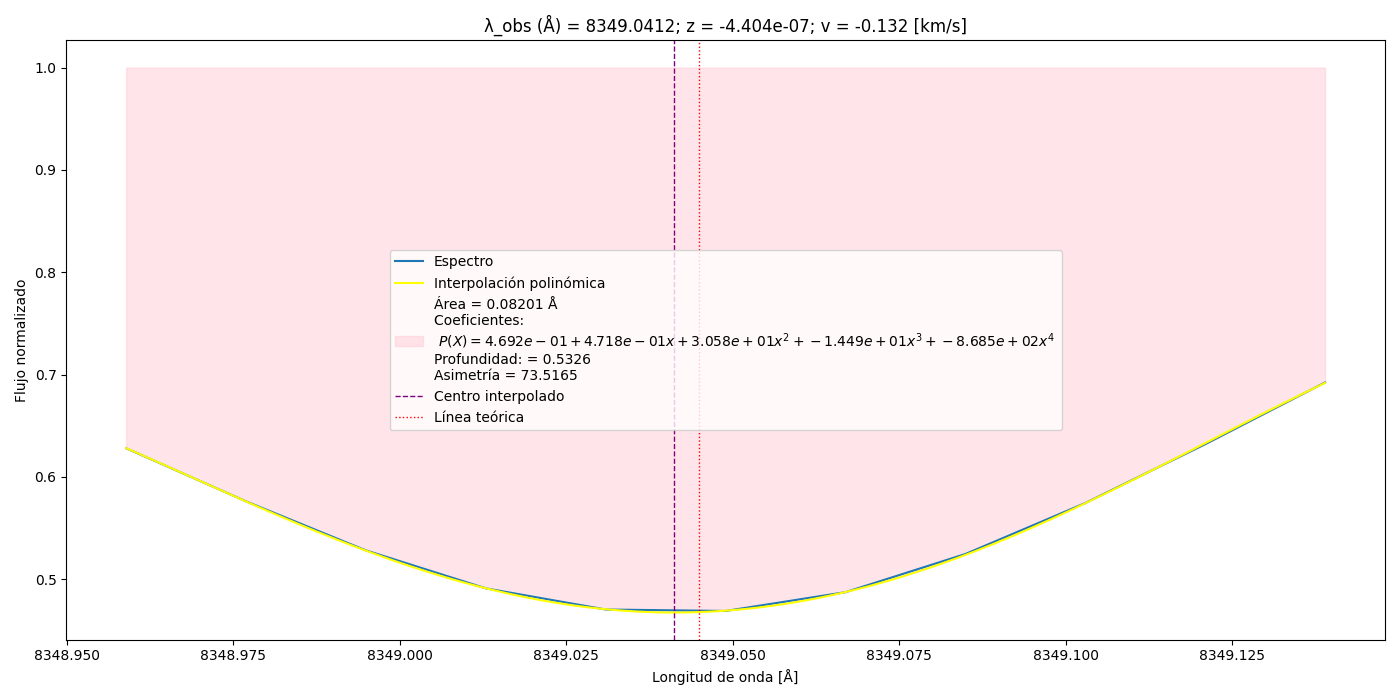 λ_obs (Å) = 8349.0412; z = -4.404e-07; v = -0.132 [km/s]
Flujo normalizado
1.0
0.9
0.8
0.7
0.6
0.5
Espectro
Interpolación polinómica
Área = 0.08201 Å
Coeficientes:
P(X) = 4.692e − 01 + 4.718e − 01x + 3.058e + 01x² + −1.449e + 01x³ + −8.685e + 02x⁴
Profundidad: = 0.5326
Asimetría = 73.5165
Centro interpolado
Línea teórica
8348.950 8348.975 8349.000 8349.025 8349.050 8349.075 8349.100 8349.125
Longitud de onda [Å]